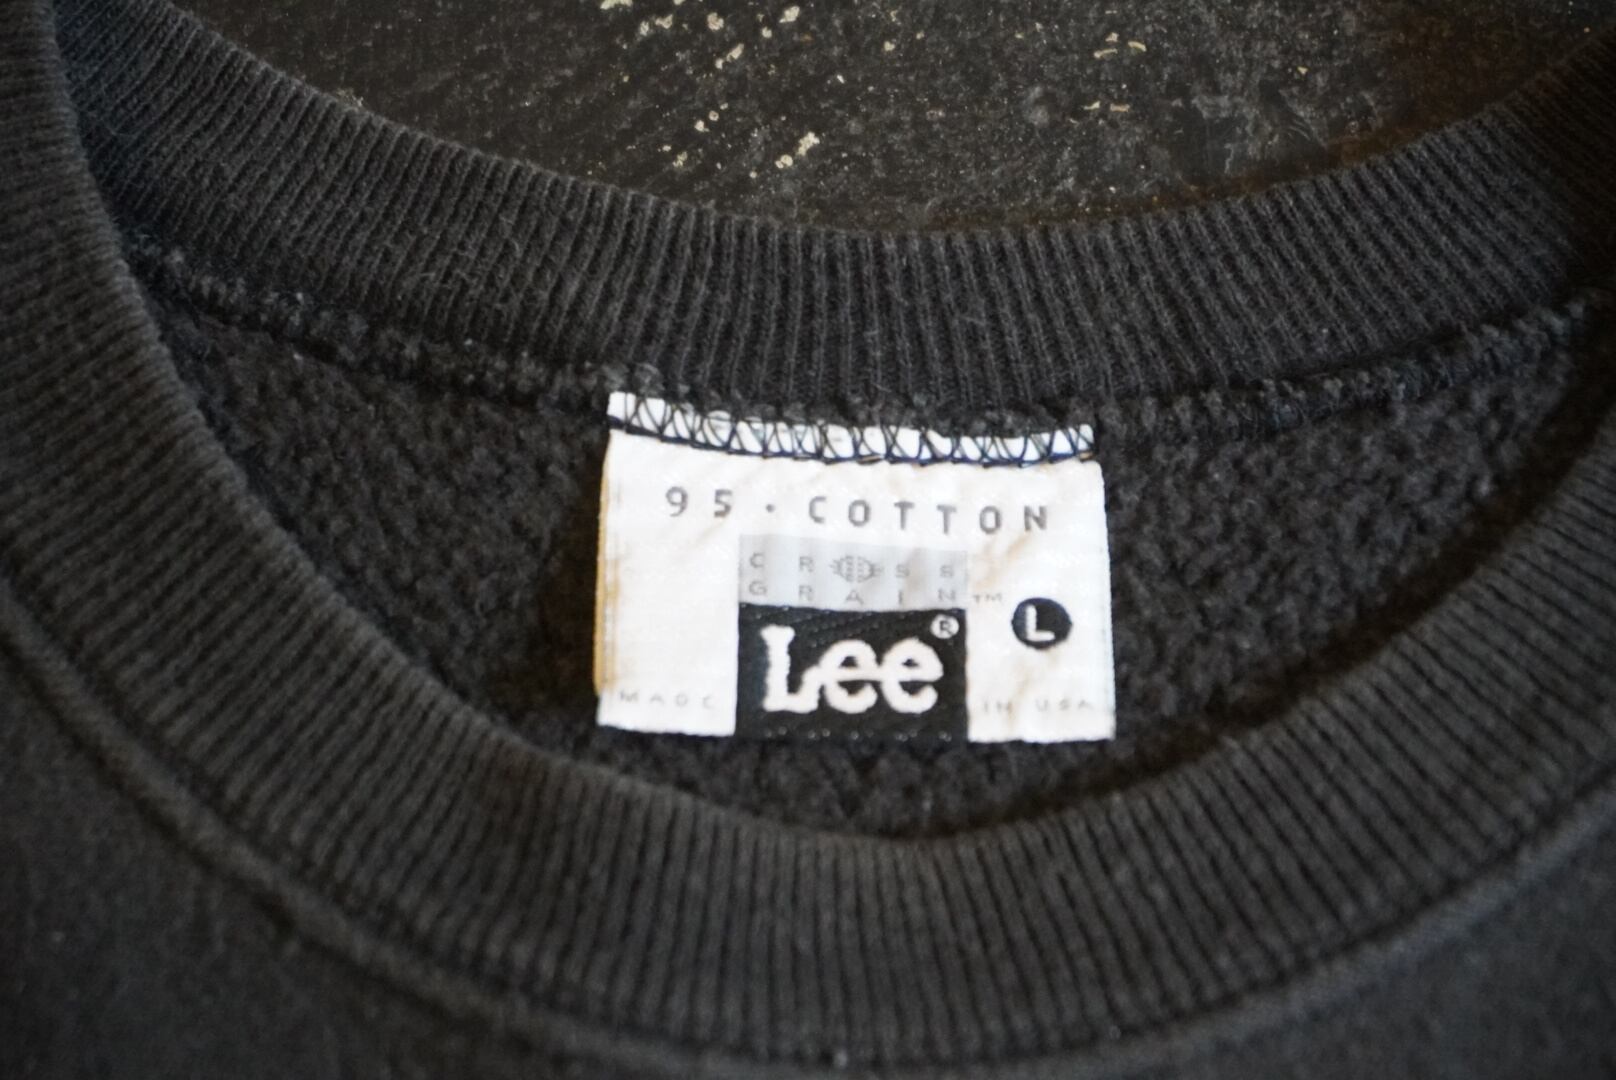 95 · COTTON
CROSS
GRAIN™
L
Lee®
MADE IN USA